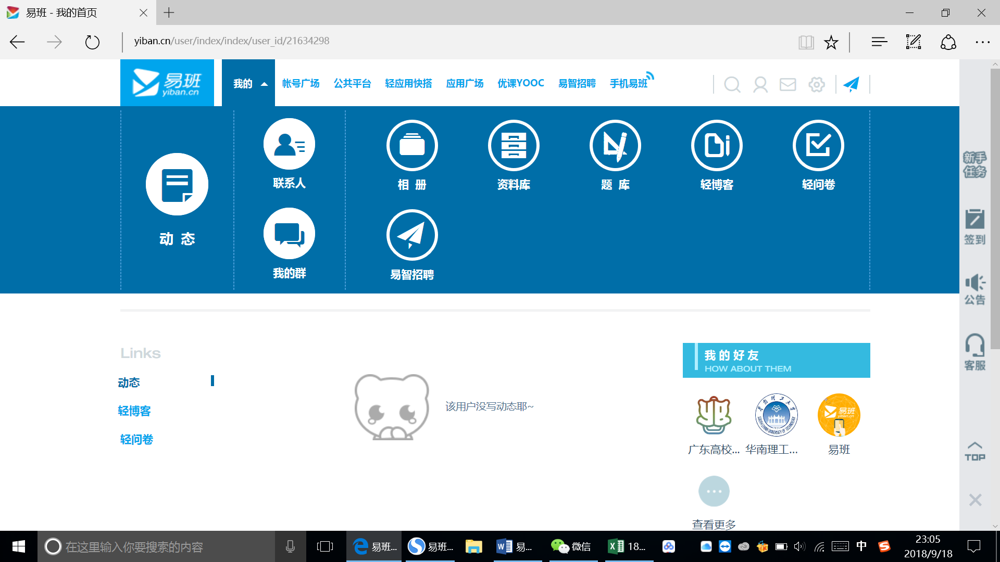 易班 - 我的首页
yiban.cn/user/index/index/user_id/21634298
易班
yiban.cn
我的
帐号广场
公共平台
轻应用快搭
应用广场
优课YOOC
易智招聘
手机易班
动 态
联系人
我的群
相 册
资料库
题 库
轻博客
轻问卷
易智招聘
新手
任务
签到
公告
客服
TOP
Links
动态
轻博客
轻问卷
该用户没写动态耶~
我的好友
HOW ABOUT THEM
易班
yiban.cn
广东高校...
华南理工...
易班
查看更多
在这里输入你要搜索的内容
易班...
易班...
易...
微信
18...
中
23:05
2018/9/18